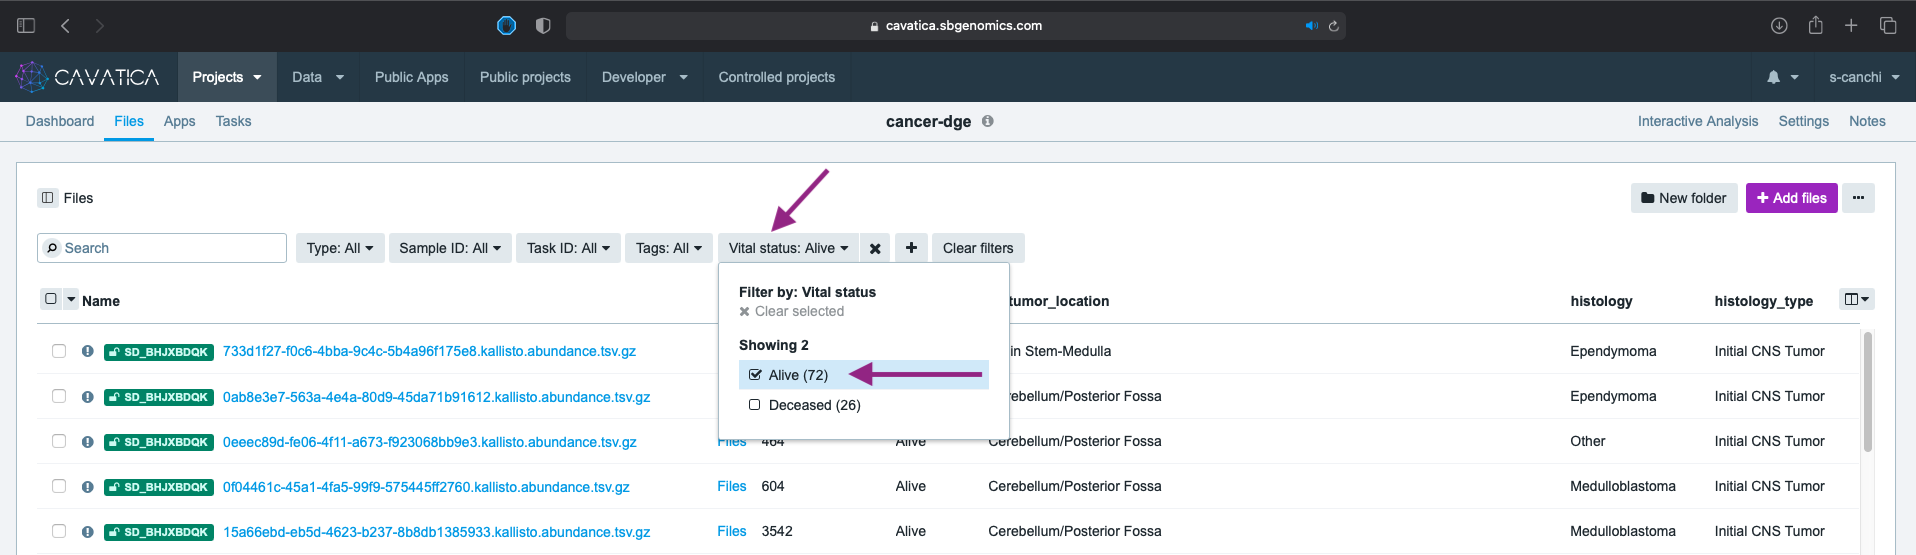 cavatica.sbgenomics.com
CAVATICA Projects Data Public Apps Public projects Developer Controlled projects s-canchi
Dashboard Files Apps Tasks cancer-dge Interactive Analysis Settings Notes
Files New folder + Add files ...
Search Type: All Sample ID: All Task ID: All Tags: All Vital status: Alive Clear filters
Filter by: Vital status
Clear selected
Showing 2
Alive (72)
Deceased (26)
Name tumor_location histology histology_type
SD_BHJXBDQK 733d1f27-f0c6-4bba-9c4c-5b4a96f175e8.kallisto.abundance.tsv.gz in Stem-Medulla Ependymoma Initial CNS Tumor
SD_BHJXBDQK 0ab8e3e7-563a-4e4a-80d9-45da71b91612.kallisto.abundance.tsv.gz ebellum/Posterior Fossa Ependymoma Initial CNS Tumor
SD_BHJXBDQK 0eeec89d-fe06-4f11-a673-f923068bb9e3.kallisto.abundance.tsv.gz Files 464 Alive Cerebellum/Posterior Fossa Other Initial CNS Tumor
SD_BHJXBDQK 0f04461c-45a1-4fa5-99f9-575445ff2760.kallisto.abundance.tsv.gz Files 604 Alive Cerebellum/Posterior Fossa Medulloblastoma Initial CNS Tumor
SD_BHJXBDQK 15a66ebd-eb5d-4623-b237-8b8db1385933.kallisto.abundance.tsv.gz Files 3542 Alive Cerebellum/Posterior Fossa Medulloblastoma Initial CNS Tumor